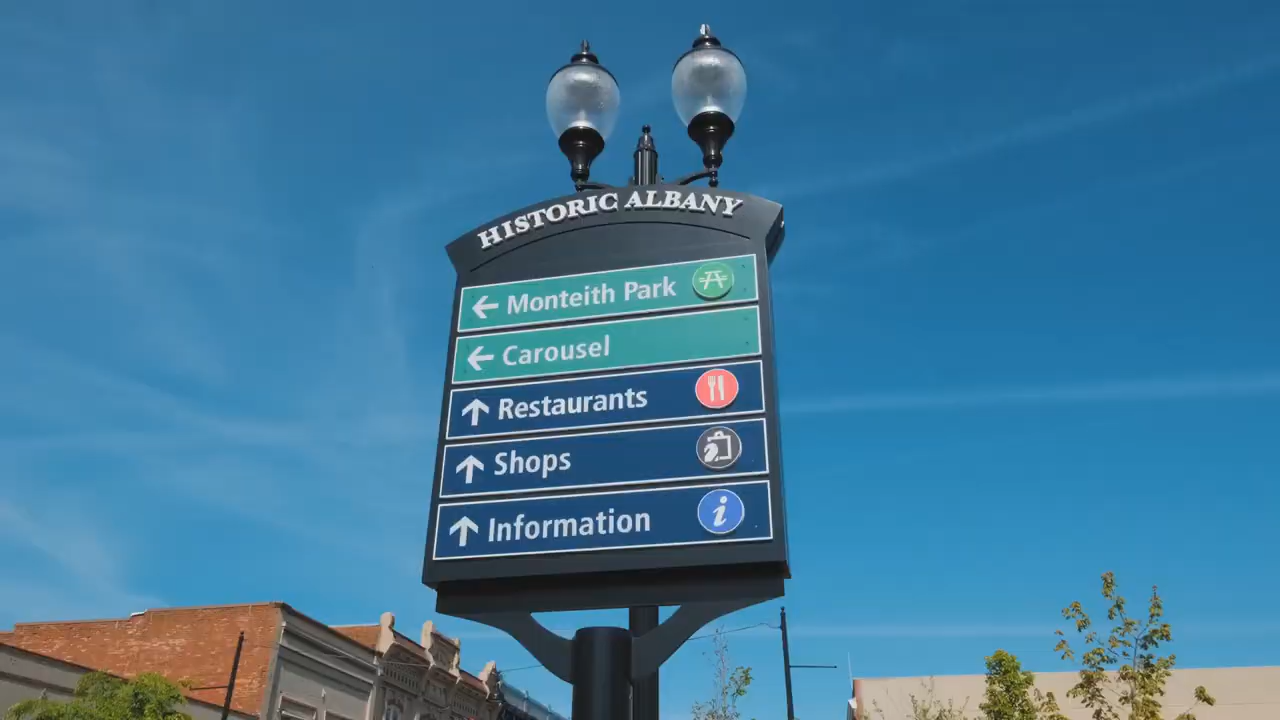 HISTORIC ALBANY
← Monteith Park
← Carousel
↑ Restaurants
↑ Shops
↑ Information i